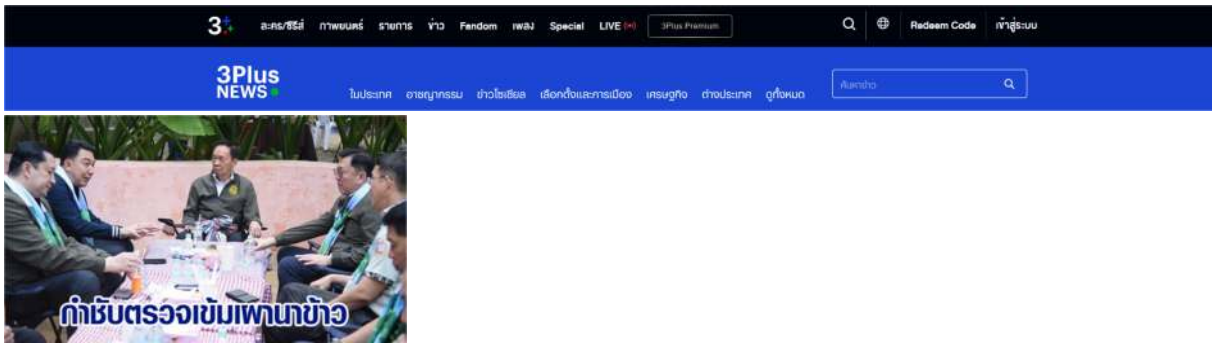 3+ ละคร/ซีรีส์ ภาพยนตร์ รายการ ข่าว Fandom เพลง Special LIVE 3Plus Premium Redeem Code เข้าสู่ระบบ
3Plus
NEWS ในประเทศ อาชญากรรม ข่าวโซเชียล เลือกตั้งและการเมือง เศรษฐกิจ ต่างประเทศ ดูทั้งหมด ค้นหาข่าว
กำชับตรวจเข้มเผานาข้าว